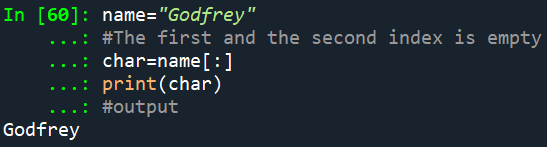 In [60]: name="Godfrey"
...: #The first and the second index is empty
...: char=name[:]
...: print(char)
...: #output
Godfrey